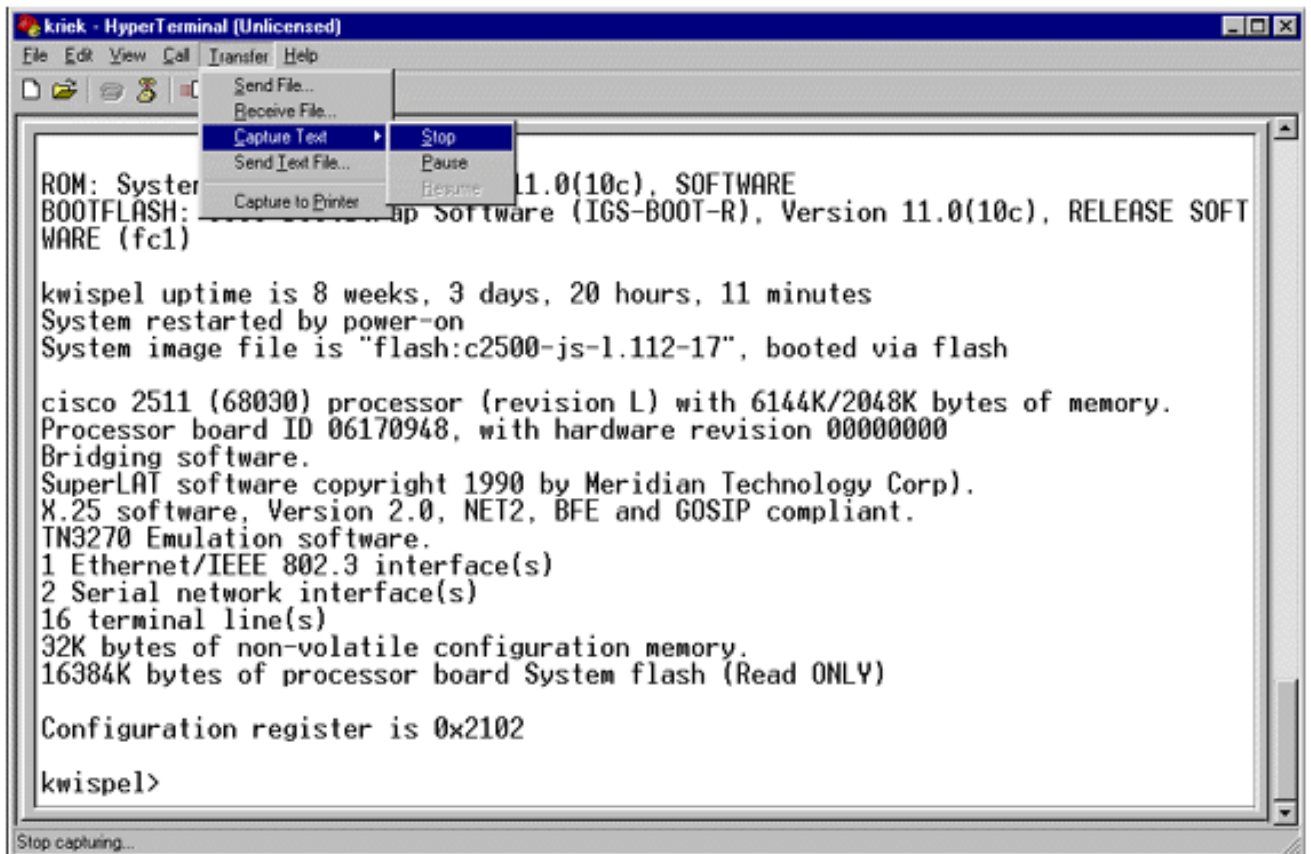 kriek - HyperTerminal (Unlicensed)
File Edit View Call Transfer Help
Send File...
Receive File...
Capture Text
Send Text File...
Capture to Printer
Stop
Pause
Resume
ROM: System 11.0(10c), SOFTWARE
BOOTFLASH: Software (IGS-BOOT-R), Version 11.0(10c), RELEASE SOFT
WARE (fc1)
kwispel uptime is 8 weeks, 3 days, 20 hours, 11 minutes
System restarted by power-on
System image file is "flash:c2500-js-l.112-17", booted via flash
cisco 2511 (68030) processor (revision L) with 6144K/2048K bytes of memory.
Processor board ID 06170948, with hardware revision 00000000
Bridging software.
SuperLAT software copyright 1990 by Meridian Technology Corp).
X.25 software, Version 2.0, NET2, BFE and GOSIP compliant.
TN3270 Emulation software.
1 Ethernet/IEEE 802.3 interface(s)
2 Serial network interface(s)
16 terminal line(s)
32K bytes of non-volatile configuration memory.
16384K bytes of processor board System flash (Read ONLY)
Configuration register is 0x2102
kwispel>
Stop capturing...